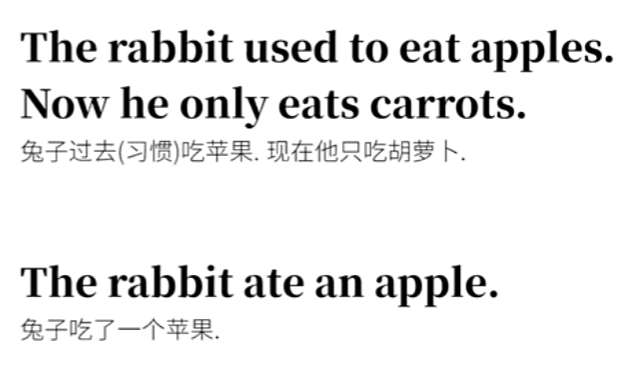 The rabbit used to eat apples.
Now he only eats carrots.
兔子过去(习惯)吃苹果. 现在他只吃胡萝卜.
The rabbit ate an apple.
兔子吃了一个苹果.